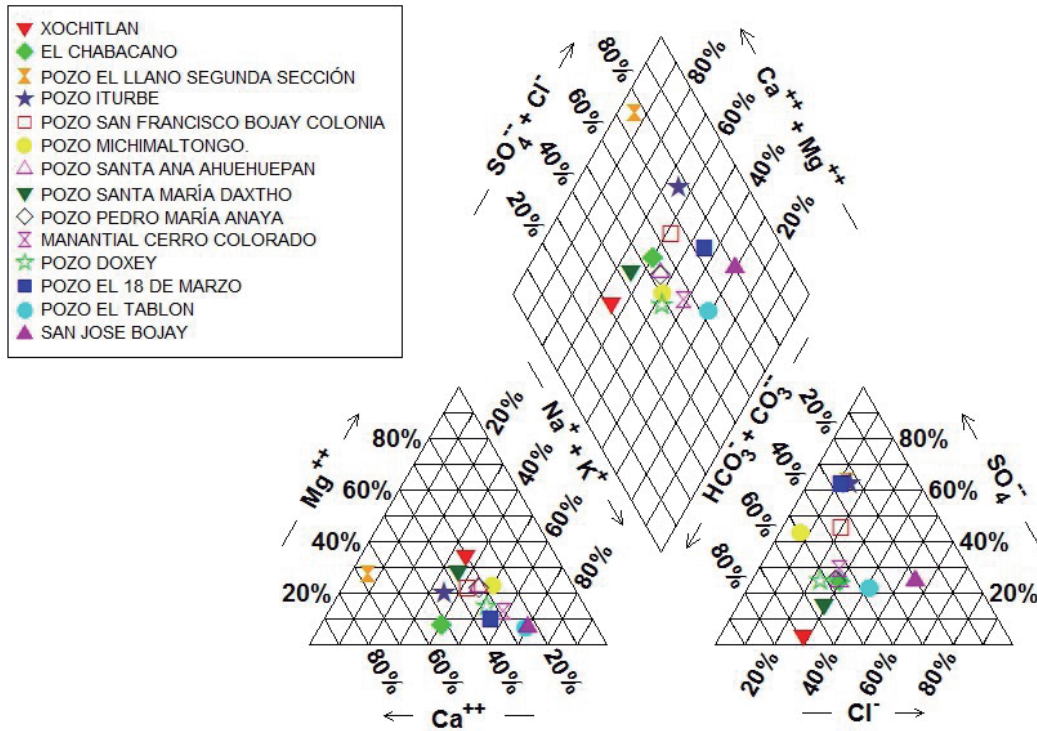 XOCHITLAN
EL CHABACANO
POZO EL LLANO SEGUNDA SECCIÓN
POZO ITURBE
POZO SAN FRANCISCO BOJAY COLONIA
POZO MICHIMALTONGO.
POZO SANTA ANA AHUEHUEPAN
POZO SANTA MARÍA DAXTHO
POZO PEDRO MARÍA ANAYA
MANANTIAL CERRO COLORADO
POZO DOXEY
POZO EL 18 DE MARZO
POZO EL TABLON
SAN JOSE BOJAY
SO₄⁻⁻ + Cl⁻
80%
60%
40%
20%
Ca⁺⁺ + Mg⁺⁺
80%
60%
40%
20%
Na⁺ + K⁺
HCO₃⁻ + CO₃⁻⁻
Mg⁺⁺
80%
60%
40%
20%
20%
40%
60%
80%
80%
60%
40%
20%
Ca⁺⁺
20%
40%
60%
80%
SO₄⁻⁻
80%
60%
40%
20%
20%
40%
60%
80%
Cl⁻